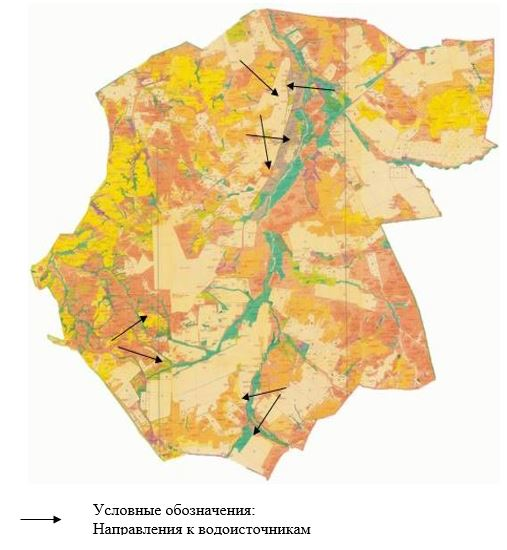 Условные обозначения:
Направления к водоисточникам